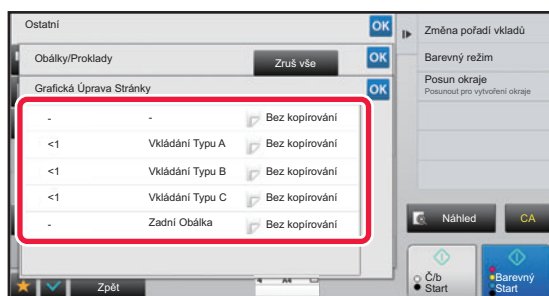 Ostatní
OK
Obálky/Proklady
Zruš vše
OK
Grafická Úprava Stránky
OK
- - Bez kopírování
<1 Vkládání Typu A Bez kopírování
<1 Vkládání Typu B Bez kopírování
<1 Vkládání Typu C Bez kopírování
- Zadní Obálka Bez kopírování
Zpět
Změna pořadí vkladů
Barevný režim
Posun okraje
Posunout pro vytvoření okraje
Náhled
CA
Č/b
Start
Barevný
Start